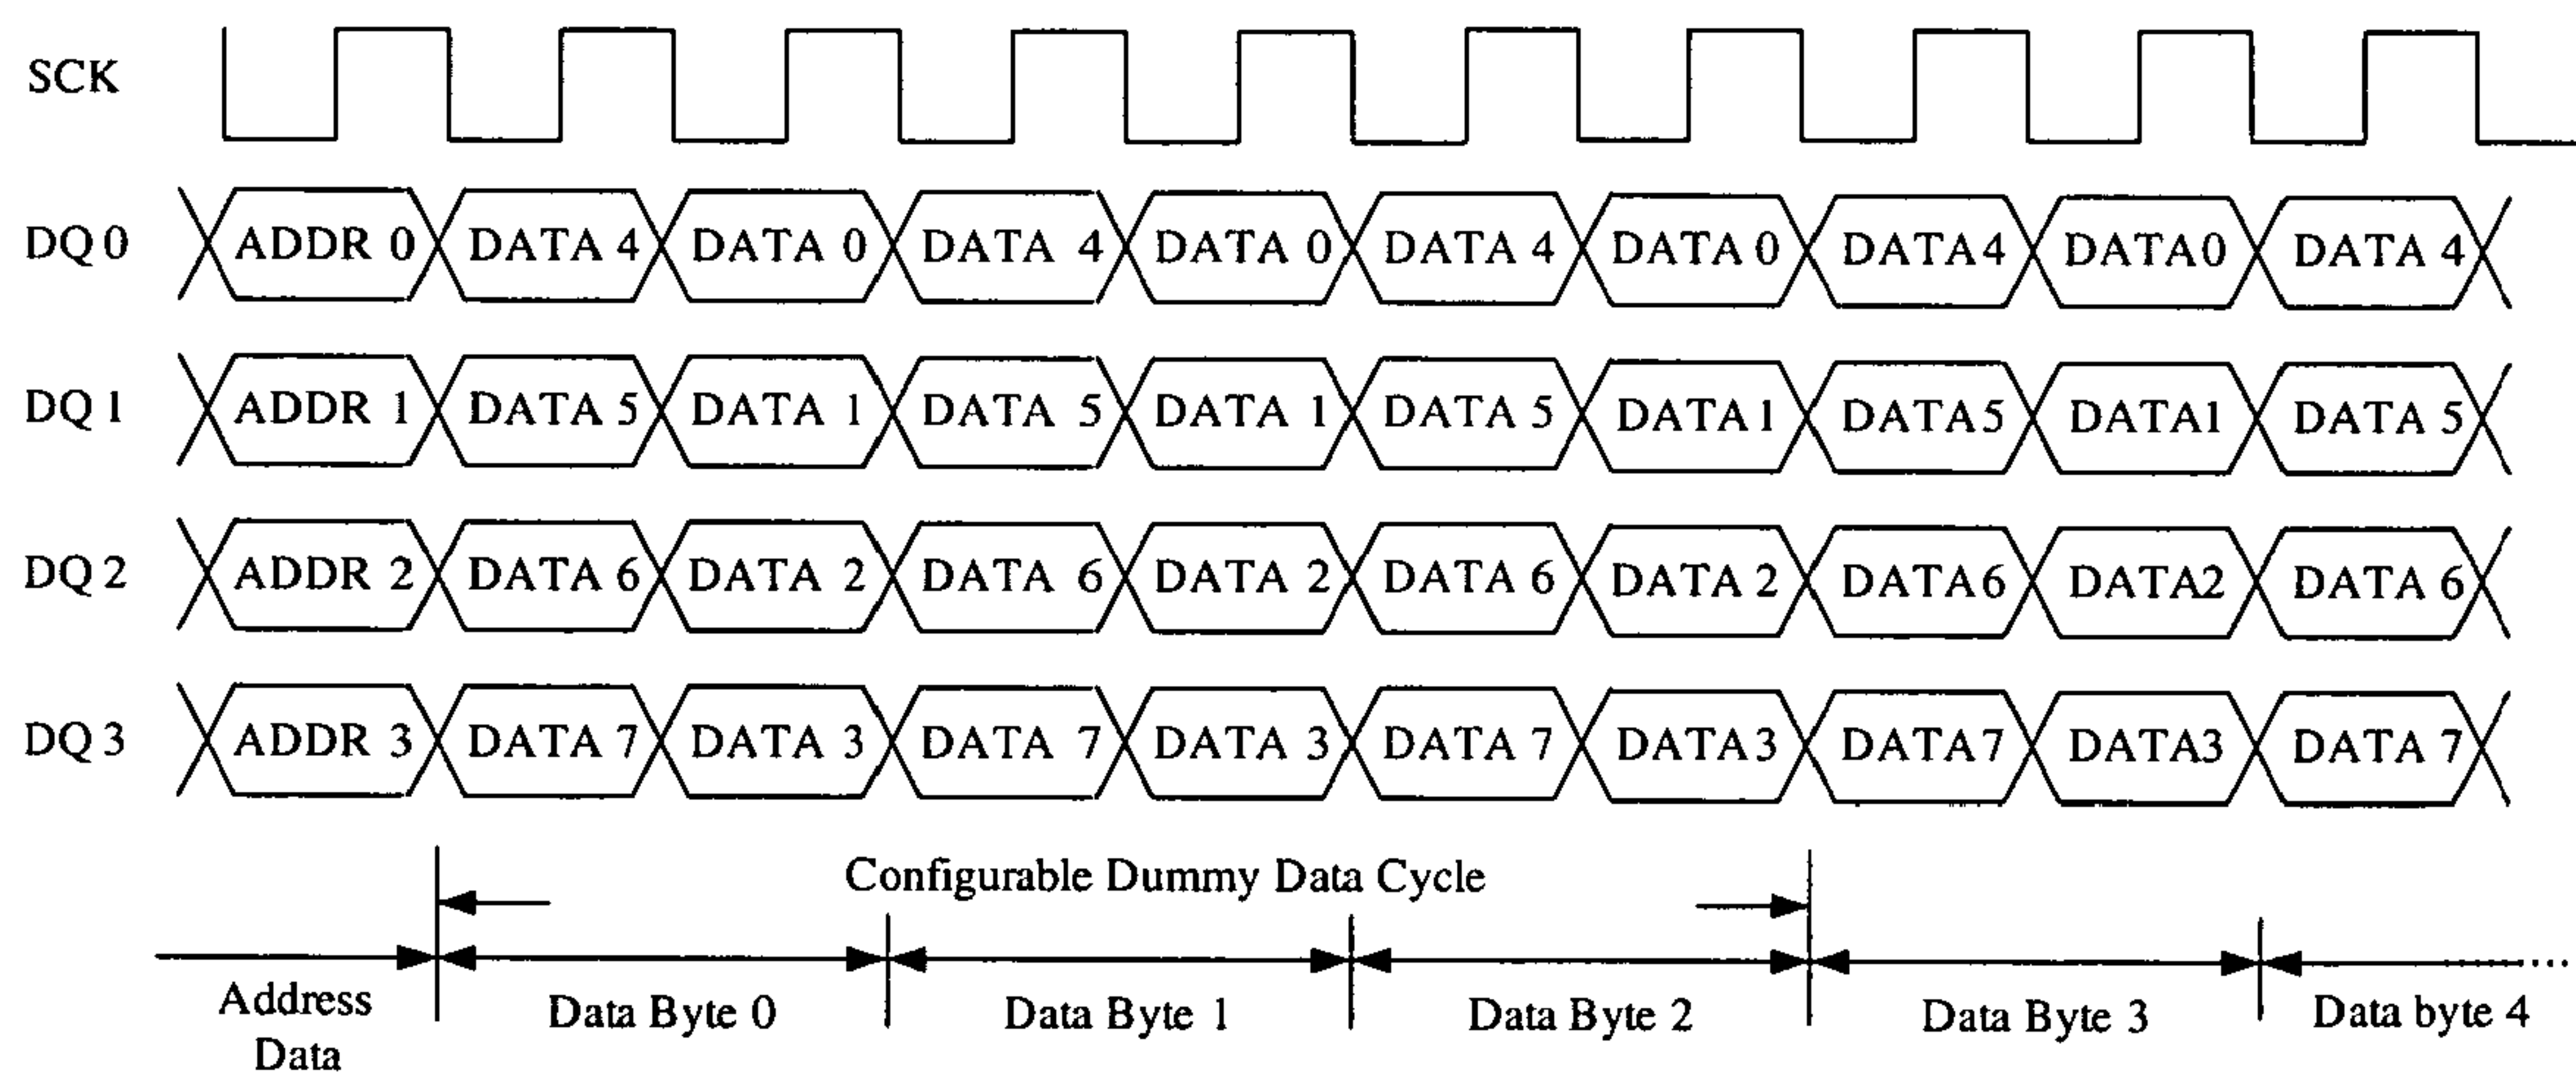 SCK
DQ 0 ADDR 0 DATA 4 DATA 0 DATA 4 DATA 0 DATA 4 DATA 0 DATA4 DATA0 DATA 4
DQ 1 ADDR 1 DATA 5 DATA 1 DATA 5 DATA 1 DATA 5 DATA1 DATA5 DATA1 DATA 5
DQ 2 ADDR 2 DATA 6 DATA 2 DATA 6 DATA 2 DATA 6 DATA 2 DATA6 DATA2 DATA 6
DQ 3 ADDR 3 DATA 7 DATA 3 DATA 7 DATA 3 DATA 7 DATA3 DATA7 DATA3 DATA 7
Configurable Dummy Data Cycle
Address
Data
Data Byte 0 Data Byte 1 Data Byte 2 Data Byte 3 Data byte 4